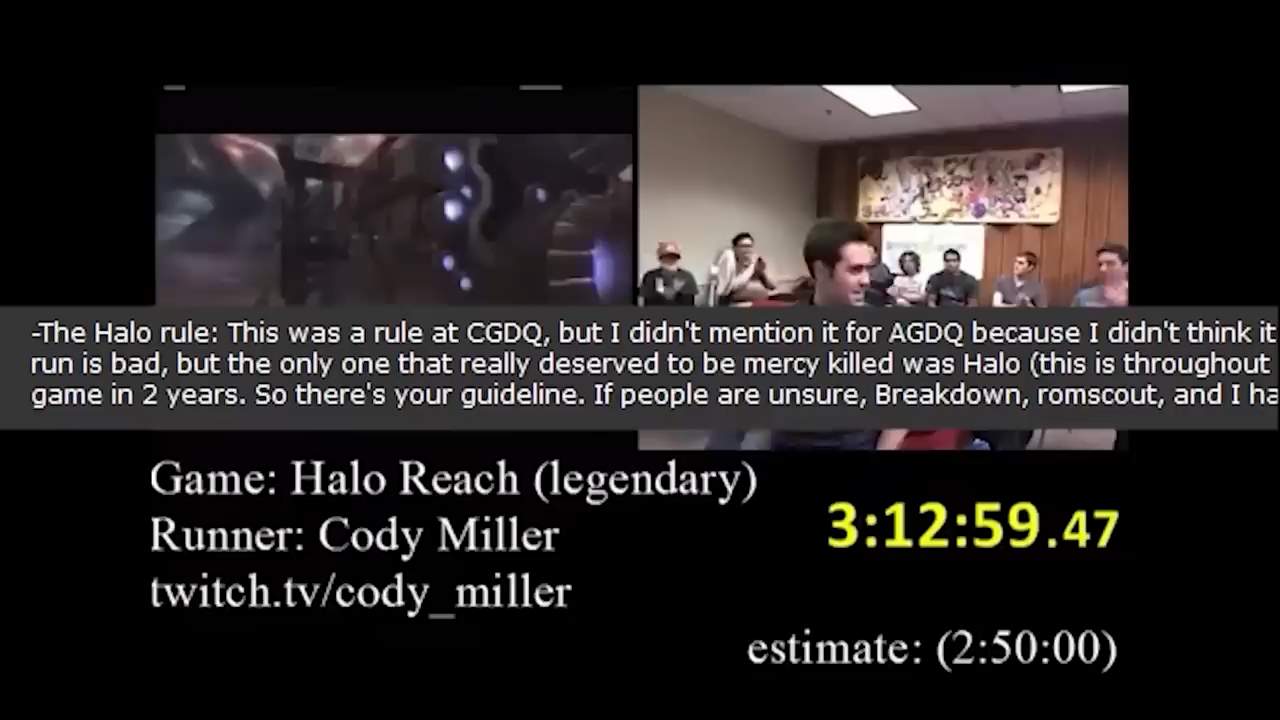 -The Halo rule: This was a rule at CGDQ, but I didn't mention it for AGDQ because I didn't think it
run is bad, but the only one that really deserved to be mercy killed was Halo (this is throughout
game in 2 years. So there's your guideline. If people are unsure, Breakdown, romscout, and I ha
Game: Halo Reach (legendary)
3:12:59.47
Runner: Cody Miller
twitch.tv/cody_miller
estimate: (2:50:00)